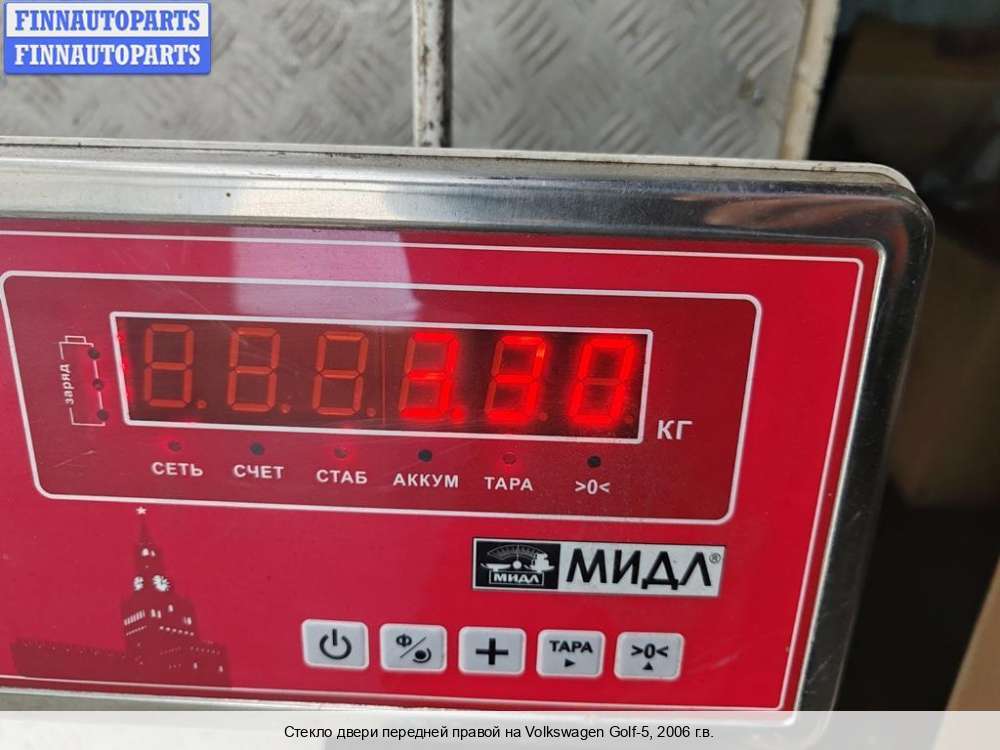 FINNAUTOPARTS
FINNAUTOPARTS
заряд
3.30
КГ
СЕТЬ СЧЕТ СТАБ АККУМ ТАРА >0<
МИДЛ МИДЛ®
Ф ТАРА >0<
Стекло двери передней правой на Volkswagen Golf-5, 2006 г.в.